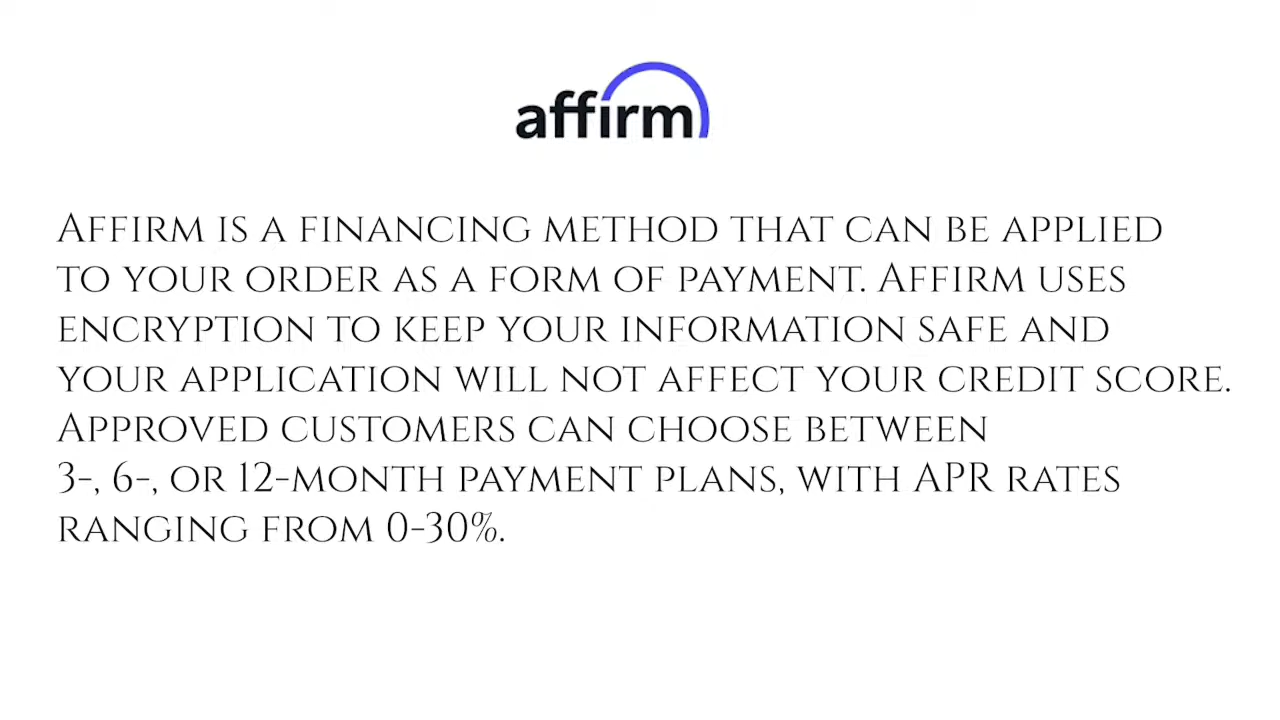 affirm
Affirm is a financing method that can be applied
to your order as a form of payment. Affirm uses
encryption to keep your information safe and
your application will not affect your credit score.
Approved customers can choose between
3-, 6-, or 12-month payment plans, with APR rates
ranging from 0-30%.